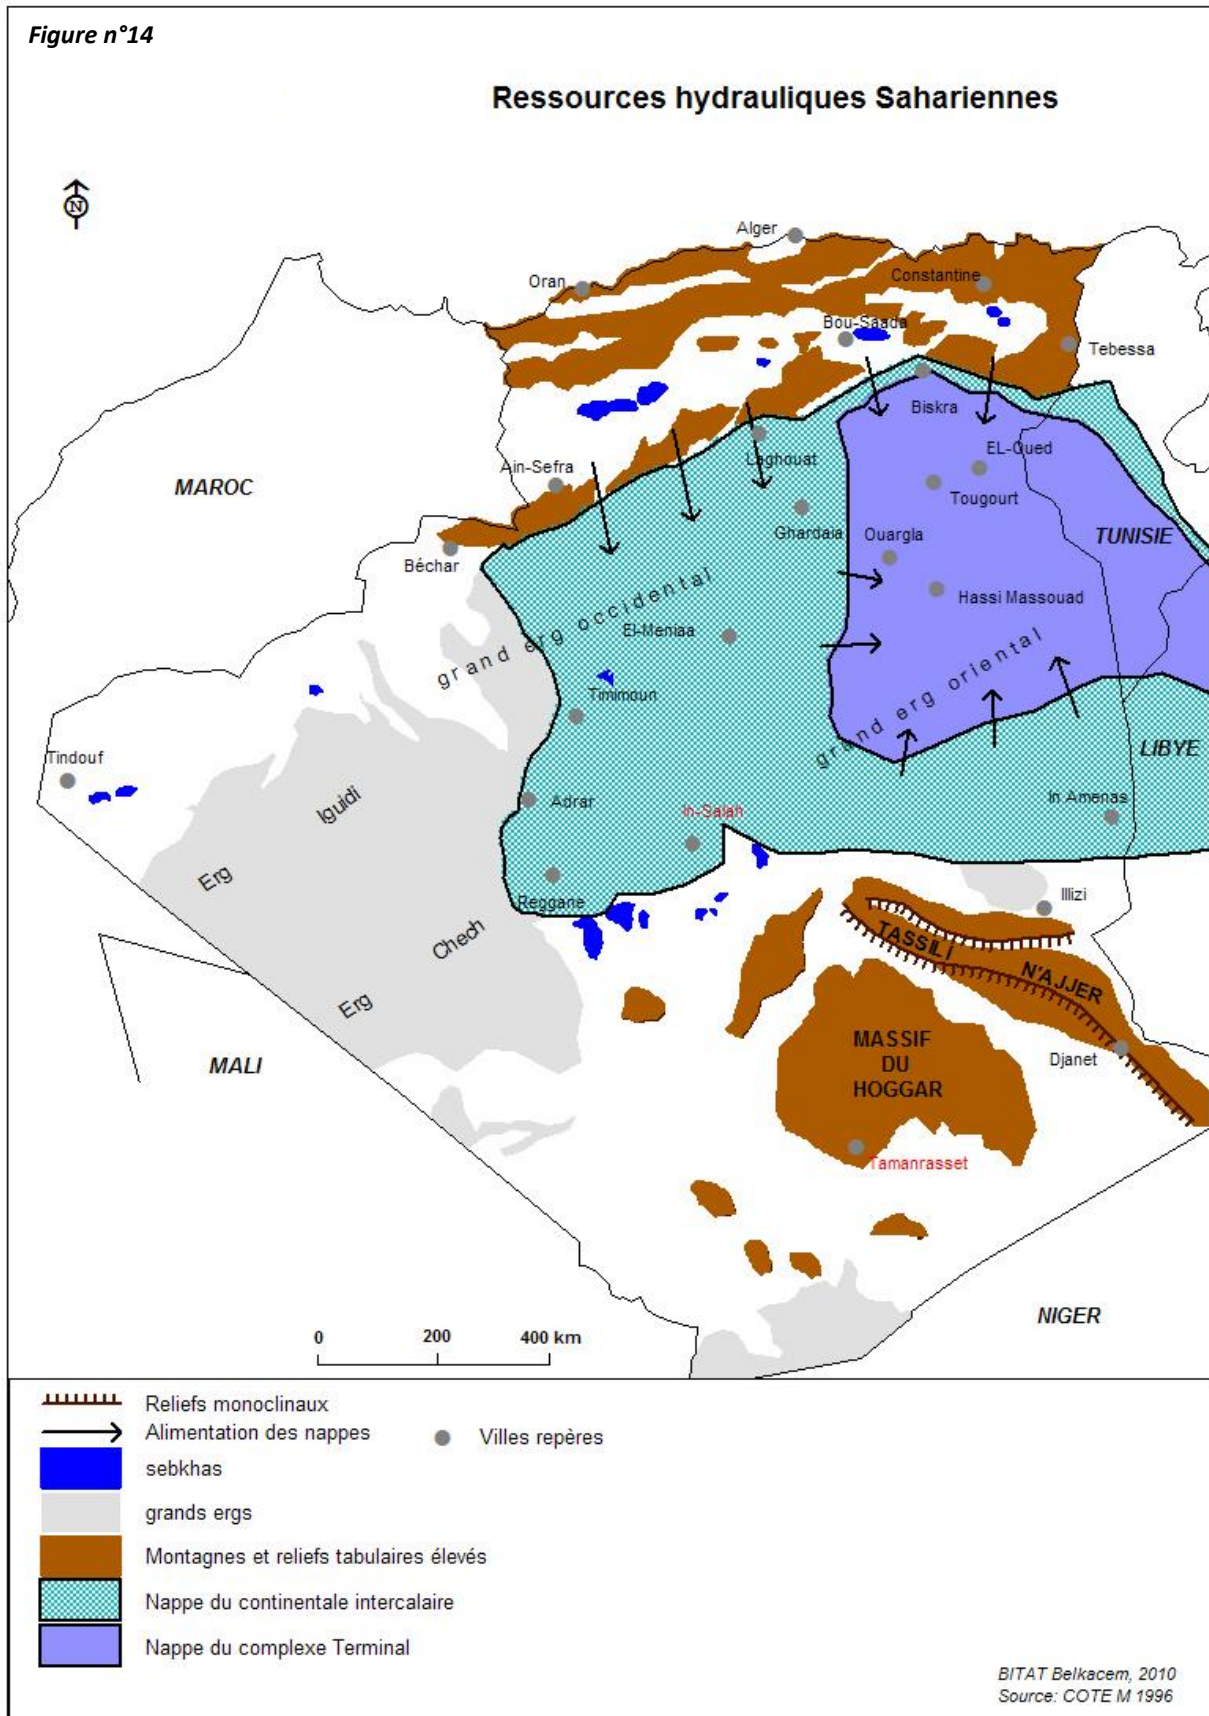 Figure n°14
Ressources hydrauliques Sahariennes
N
Alger
Oran
Constantine
Bou-Saada
Tebessa
Biskra
EL-Oued
Laghouat
Ain-Sefra
MAROC
Tougourt
Ghardaia
Ouargla
TUNISIE
Béchar
Hassi Massouad
grand erg occidental
El-Meniaa
grand erg oriental
Timimoun
Tindouf
LIBYE
Iguidi
Adrar
In-Salah
In Amenas
Erg
Reggane
Illizi
Chech
TASSILI
N'AJJER
Erg
MASSIF
DU
HOGGAR
MALI
Djanet
Tamanrasset
NIGER
0 200 400 km
Reliefs monoclinaux
Alimentation des nappes
Villes repères
sebkhas
grands ergs
Montagnes et reliefs tabulaires élevés
Nappe du continentale intercalaire
Nappe du complexe Terminal
BITAT Belkacem, 2010
Source: COTE M 1996